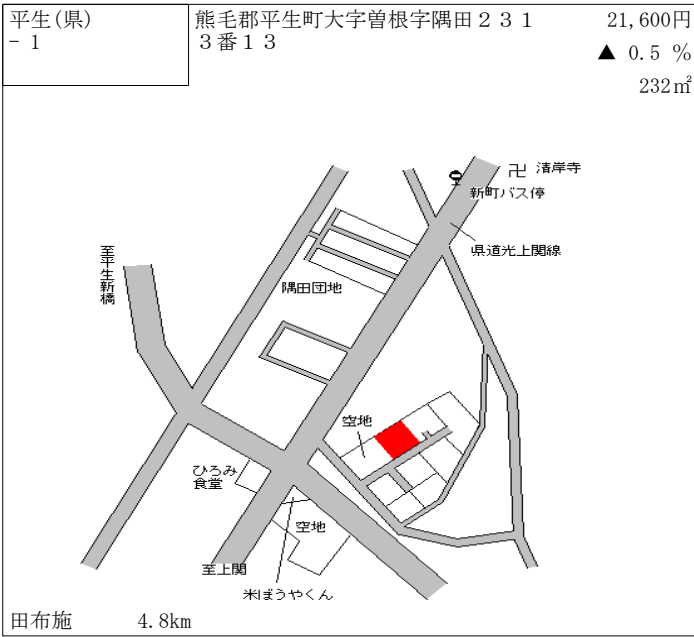 平生(県)
- 1
熊毛郡平生町大字曽根字隅田２３１
３番１３
21,600円
▲ 0.5 %
232㎡
卍 清岸寺
新町バス停
県道光上関線
至平生新橋
隅田団地
空地
ひろみ
食堂
空地
至上関
米ぼうやくん
田布施 4.8km